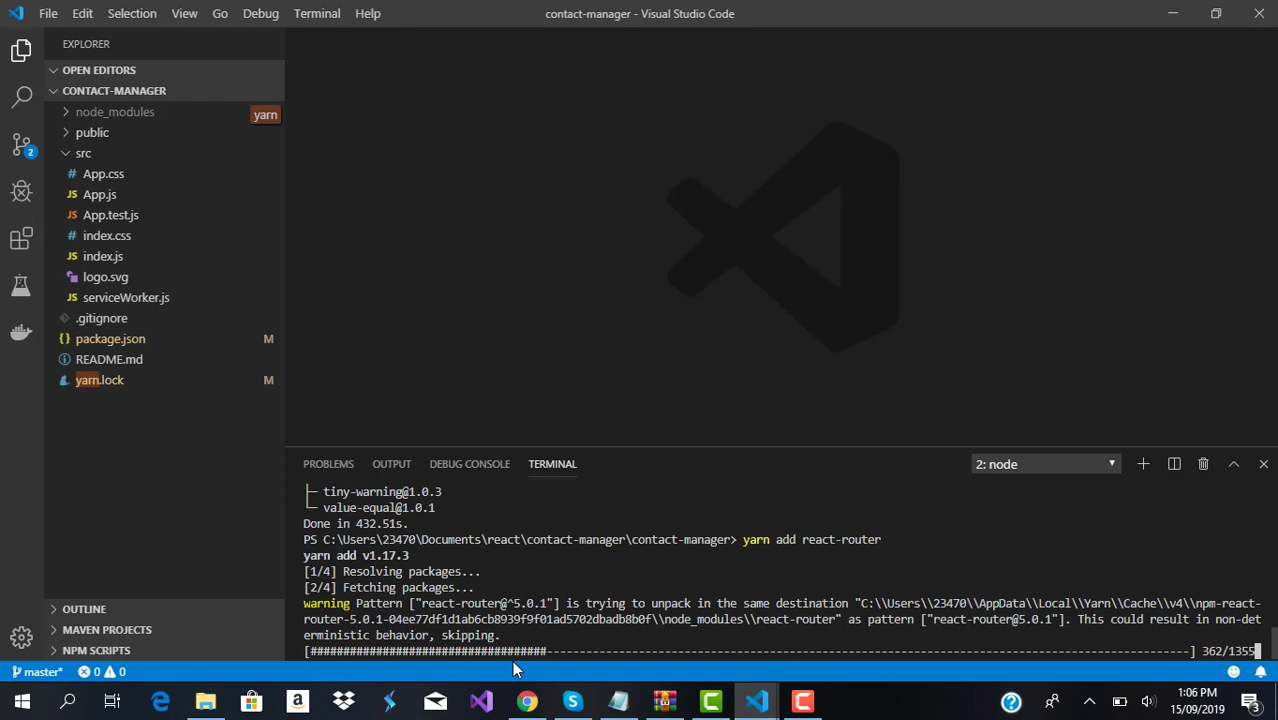 File Edit Selection View Go Debug Terminal Help
contact-manager - Visual Studio Code
EXPLORER
OPEN EDITORS
CONTACT-MANAGER
node_modules
yarn
public
src
# App.css
JS App.js
JS App.test.js
# index.css
JS index.js
logo.svg
JS serviceWorker.js
.gitignore
{} package.json M
README.md
yarn.lock M
2
OUTLINE
MAVEN PROJECTS
NPM SCRIPTS
PROBLEMS OUTPUT DEBUG CONSOLE TERMINAL
2: node
├─ tiny-warning@1.0.3
└─ value-equal@1.0.1
Done in 432.51s.
PS C:\Users\23470\Documents\react\contact-manager\contact-manager> yarn add react-router
yarn add v1.17.3
[1/4] Resolving packages...
[2/4] Fetching packages...
warning Pattern ["react-router@^5.0.1"] is trying to unpack in the same destination "C:\\Users\\23470\\AppData\\Local\\Yarn\\Cache\\v4\\npm-react-
router-5.0.1-04ee77df1d1ab6cb8939f9f01ad5702dbadb8b0f\\node_modules\\react-router" as pattern ["react-router@5.0.1"]. This could result in non-det
erministic behavior, skipping.
362/1355
master* 0 0
1:06 PM
15/09/2019
3